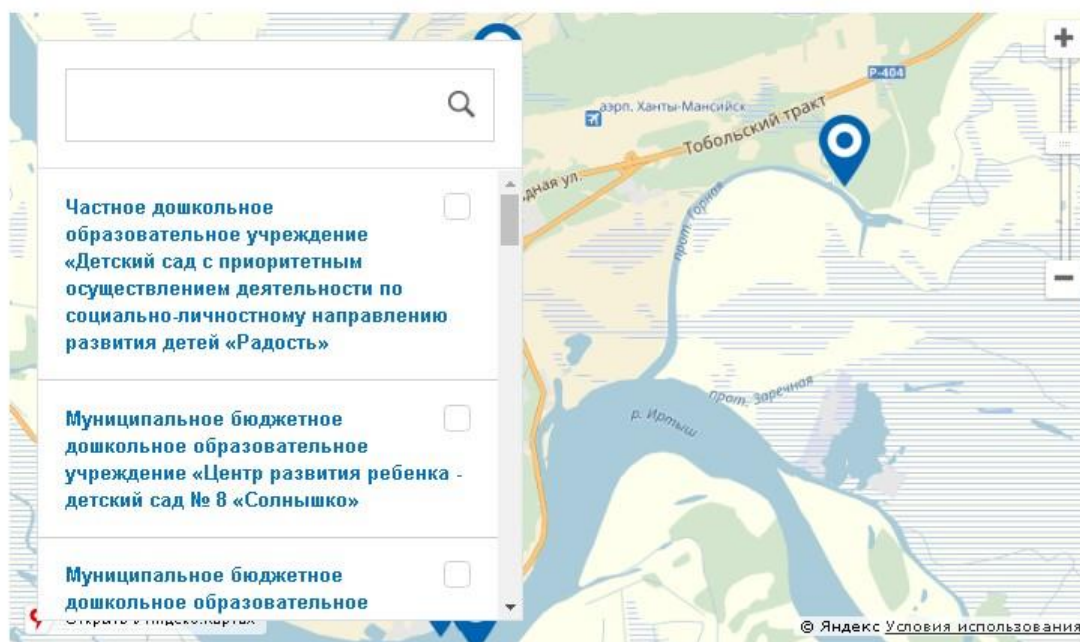 Частное дошкольное
образовательное учреждение
«Детский сад с приоритетным
осуществлением деятельности по
социально-личностному направлению
развития детей «Радость»
Муниципальное бюджетное
дошкольное образовательное
учреждение «Центр развития ребенка -
детский сад № 8 «Солнышко»
Муниципальное бюджетное
дошкольное образовательное
Р-404
аэрп. Ханты-Мансийск
Тобольский тракт
ул.
прот. Горная
прот. Заречная
р. Иртыш
© Яндекс Условия использования